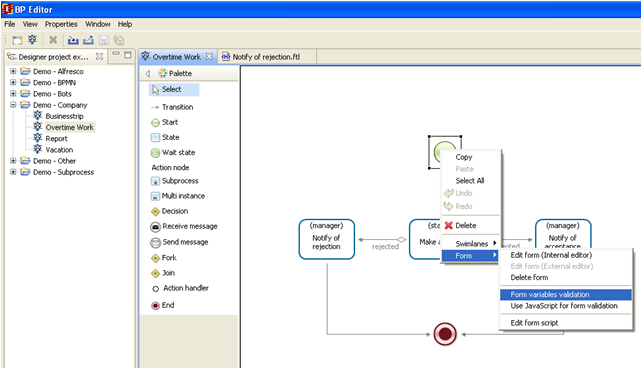 BP Editor
File View Project Window Help
Designer project ex...
Demo - Alfresco
Demo - BPMN
Demo - Bots
Demo - Company
Businesstrip
Overtime Work
Report
Vacation
Demo - Other
Demo - Subprocess
Overtime Work
Notify of rejection.ftl
Palette
Select
Transition
Start
State
Wait state
Action node
Subprocess
Multi instance
Decision
Receive message
Send message
Fork
Join
Action handler
End
(manager)
Notify of
rejection
rejected
(sta
Make a
epted
(manager)
Notify of
acceptance
Copy
Paste
Select All
Undo
Redo
Delete
Swimlanes
Form
Edit form (Internal editor)
Edit form (External editor)
Delete form
Form variables validation
Use JavaScript for form validation
Edit form script